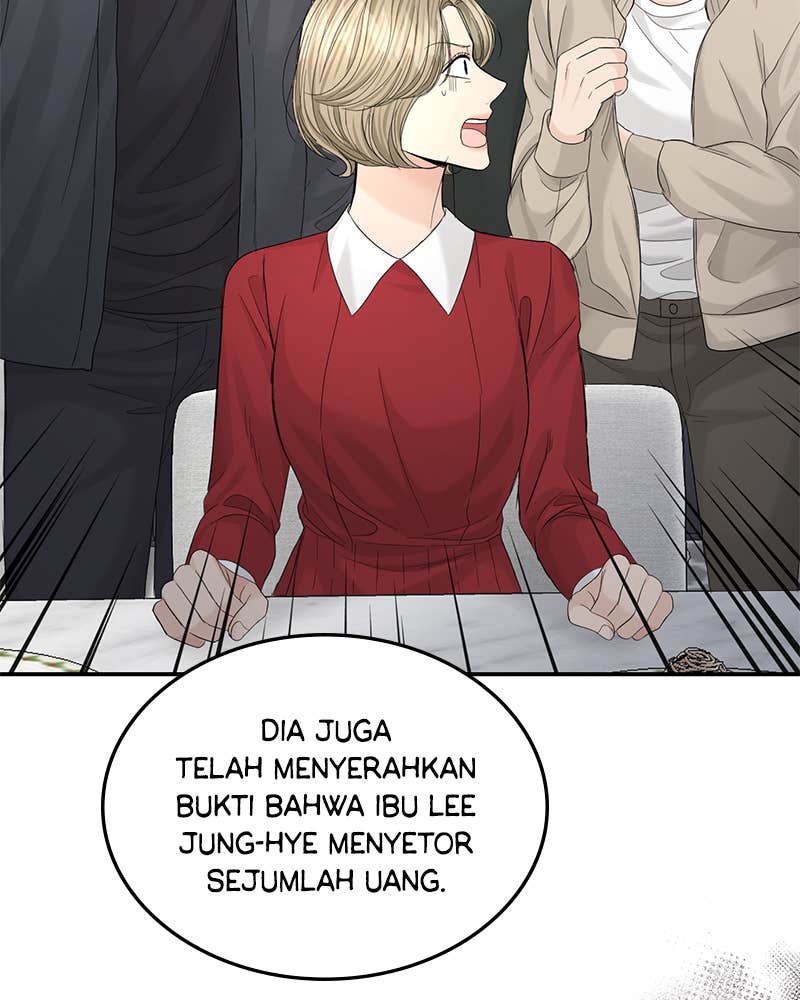 DIA JUGA
TELAH MENYERAHKAN
BUKTI BAHWA IBU LEE
JUNG-HYE MENYETOR
SEJUMLAH UANG.